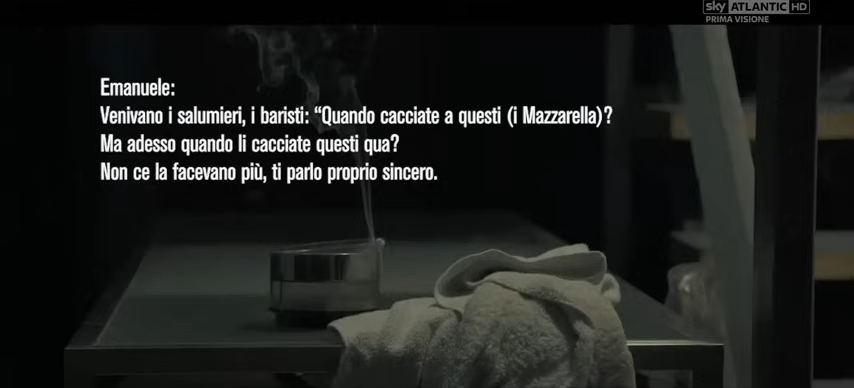 sky ATLANTIC HD
PRIMA VISIONE
Emanuele:
Venivano i salumieri, i baristi: “Quando cacciate a questi (i Mazzarella)?
Ma adesso quando li cacciate questi qua?
Non ce la facevano più, ti parlo proprio sincero.